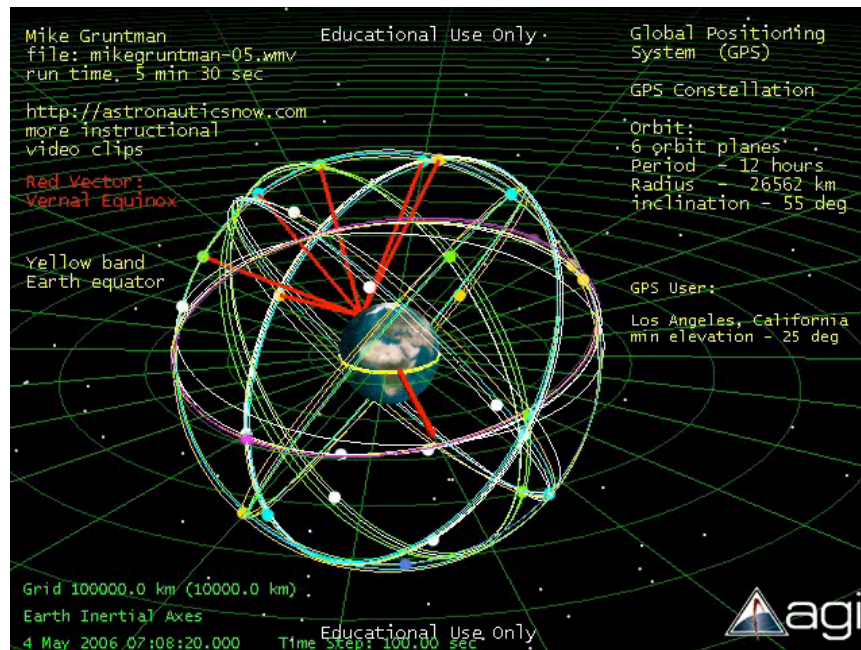 Mike Gruntman
file: mikegruntman-05.wmv
run time. 5 min 30 sec
http://astronauticsnow.com
more instructional
video clips
Red Vector:
Vernal Equinox
Yellow band
Earth equator
Educational Use Only
Global Positioning
System (GPS)
GPS Constellation
Orbit:
6 orbit planes
Period - 12 hours
Radius - 26562 km
inclination - 55 deg
GPS User:
Los Angeles, California
min elevation - 25 deg
Grid 100000.0 km (10000.0 km)
Earth Inertial Axes
4 May 2006 07:08:20.000 Time Step: 100.00 sec
Educational Use Only
agi